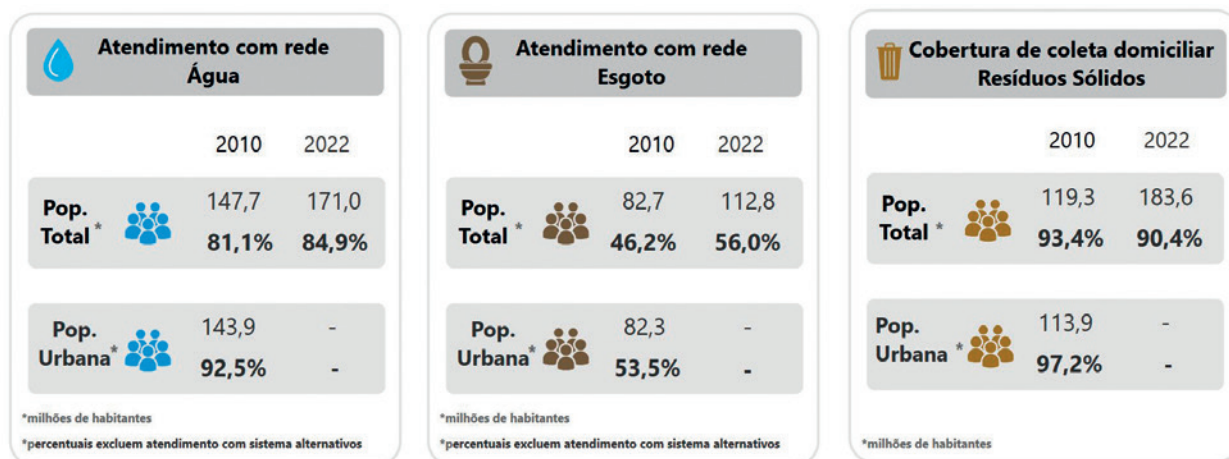 Atendimento com rede
Água
2010 2022
Pop.
Total *
147,7 171,0
81,1% 84,9%
Pop.
Urbana*
143,9 -
92,5% -
*milhões de habitantes
*percentuais excluem atendimento com sistema alternativos
Atendimento com rede
Esgoto
2010 2022
Pop.
Total *
82,7 112,8
46,2% 56,0%
Pop.
Urbana*
82,3 -
53,5% -
*milhões de habitantes
*percentuais excluem atendimento com sistema alternativos
Cobertura de coleta domiciliar
Resíduos Sólidos
2010 2022
Pop.
Total *
119,3 183,6
93,4% 90,4%
Pop.
Urbana *
113,9 -
97,2% -
*milhões de habitantes